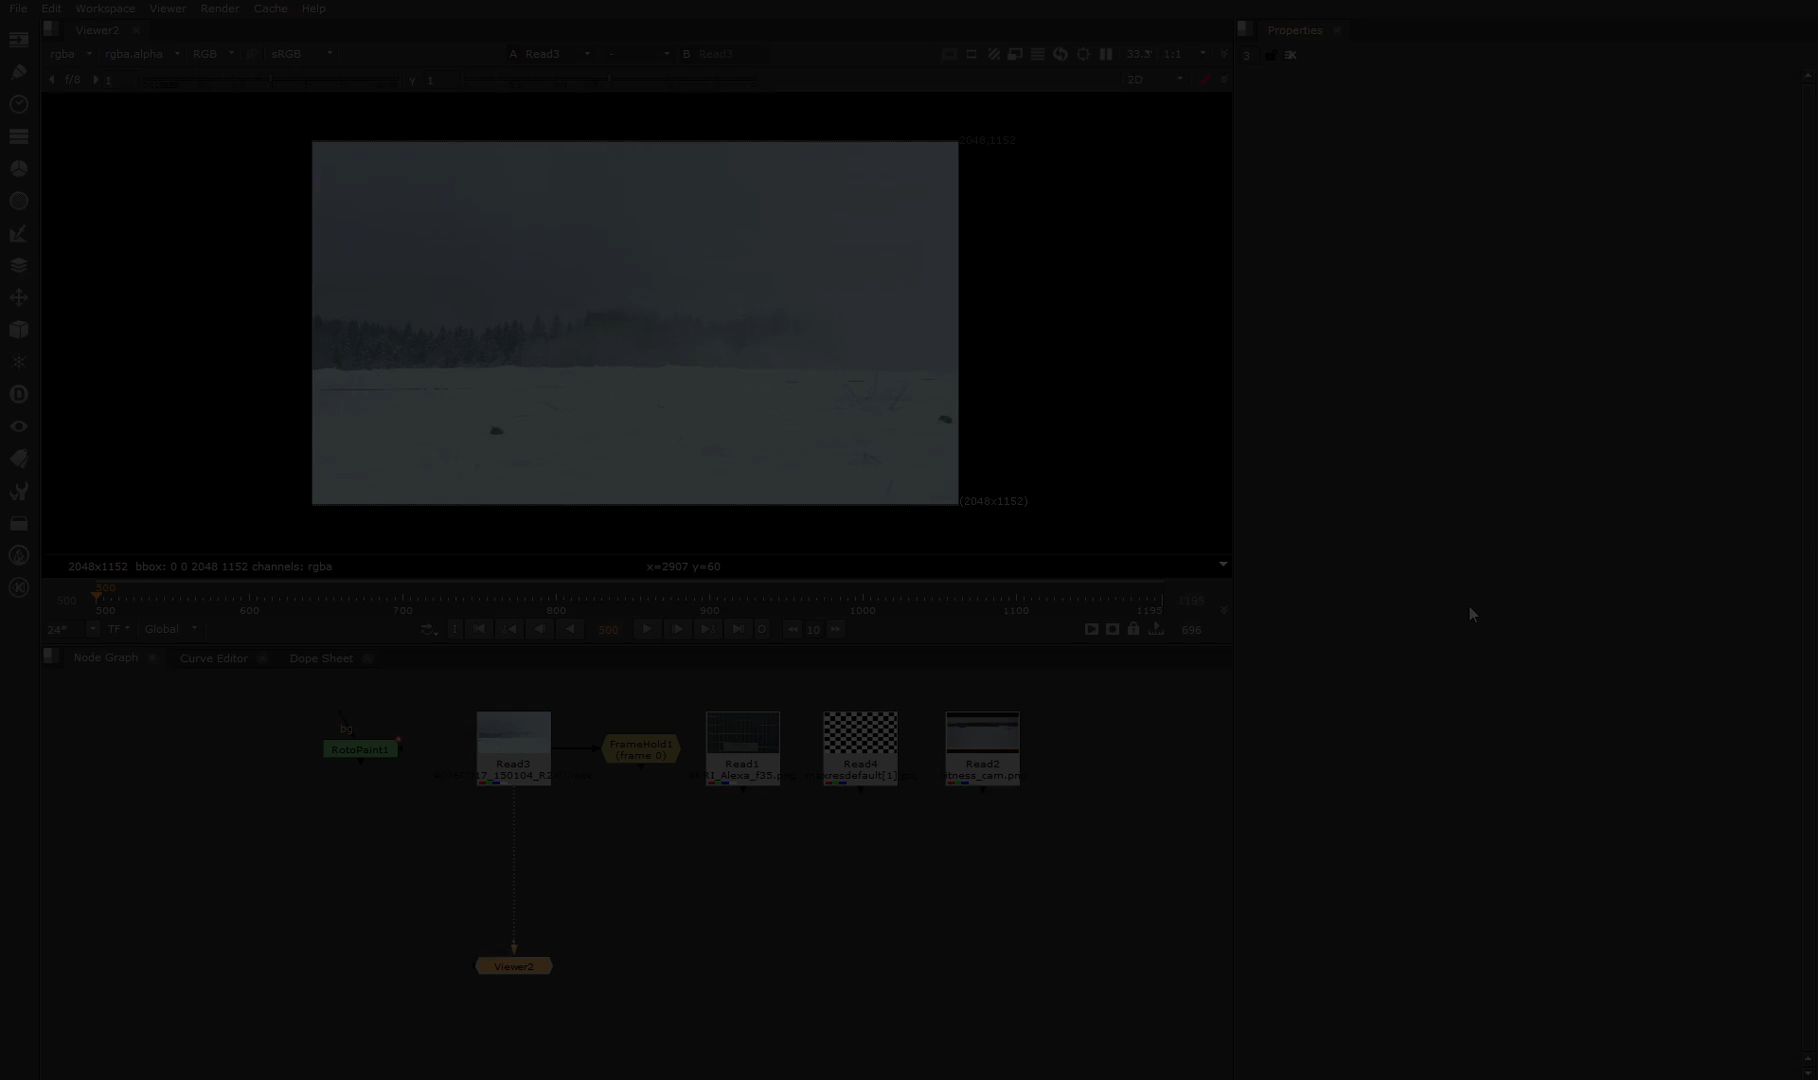 File Edit Workspace Viewer Render Cache Help
Viewer2
Properties
rgba rgba.alpha RGB sRGB A Read3 - B Read3 33.3 1:1
3
f/8 1 Y 1 2D
2048,1152
(2048x1152)
2048x1152 bbox: 0 0 2048 1152 channels: rgba x=2907 y=60
500
500 1195
500 600 700 800 900 1000 1100 1195
24* TF Global 500 10 696
Node Graph Curve Editor Dope Sheet
bg
RotoPaint1
FrameHold1
(frame 0)
Read3
Read1
Read4
Read2
Viewer2